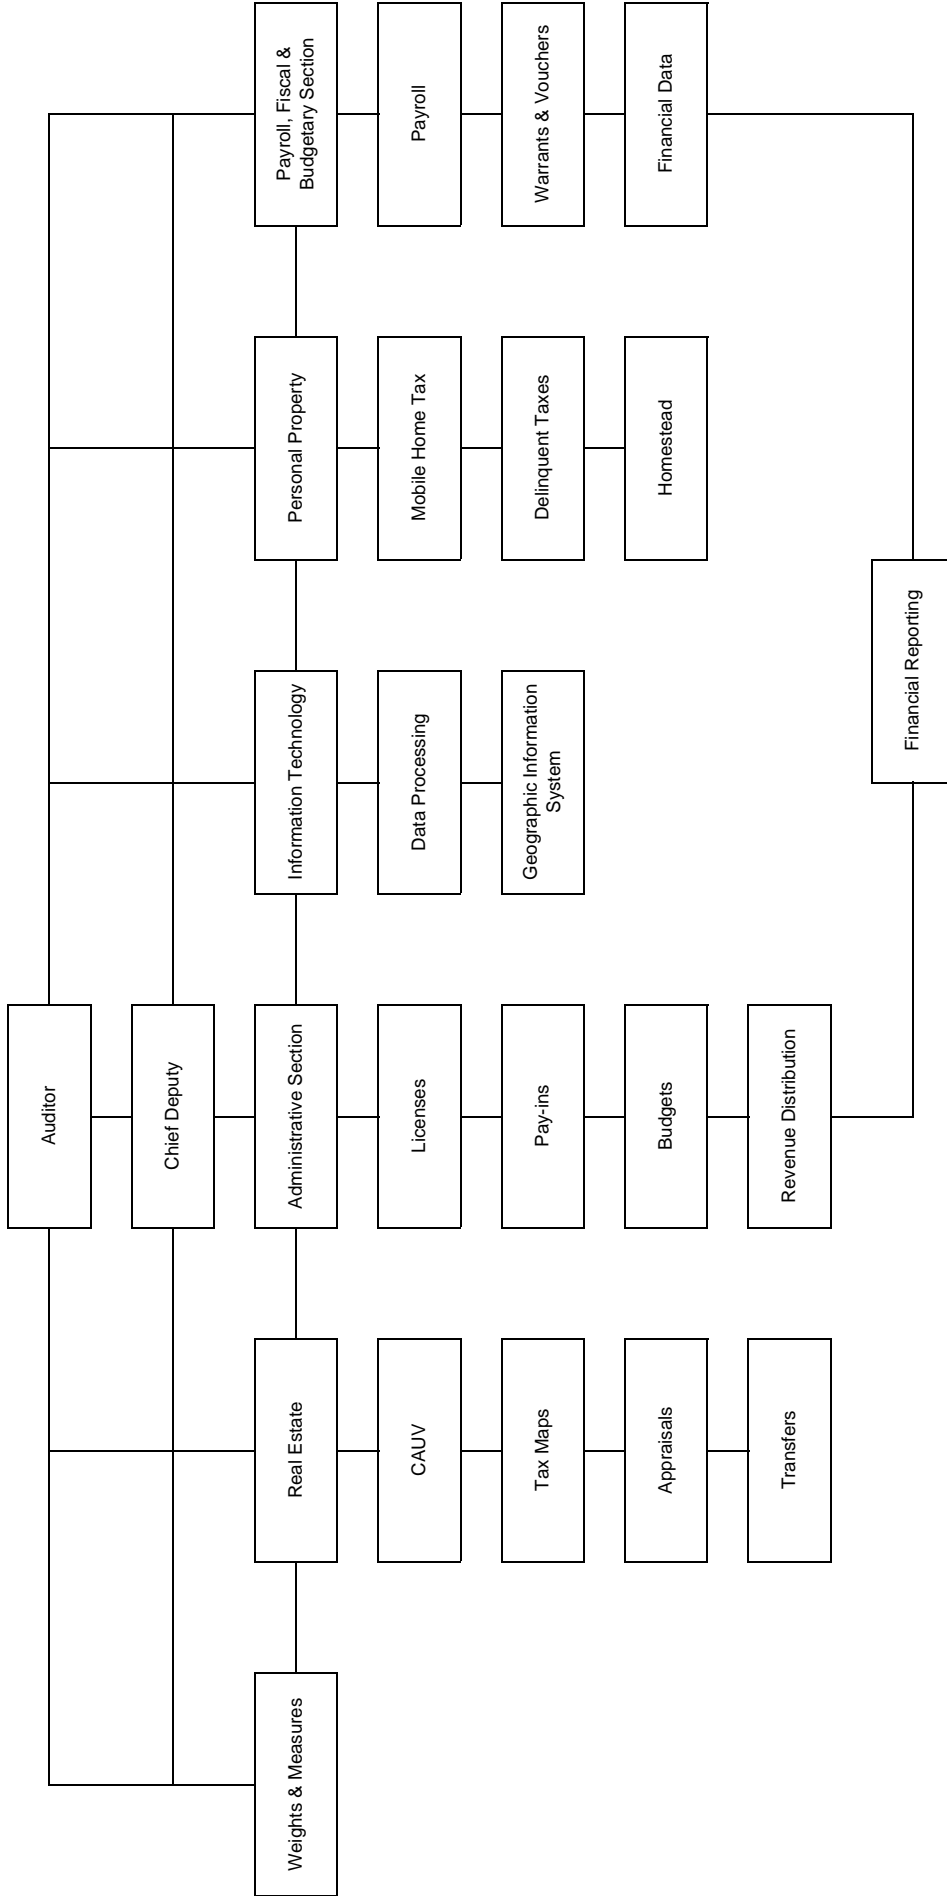 Auditor
Chief Deputy
Weights & Measures
Real Estate
Administrative Section
Information Technology
Personal Property
Payroll, Fiscal &
Budgetary Section
CAUV
Licenses
Data Processing
Mobile Home Tax
Payroll
Tax Maps
Pay-ins
Geographic Information
System
Delinquent Taxes
Warrants & Vouchers
Appraisals
Budgets
Homestead
Financial Data
Transfers
Revenue Distribution
Financial Reporting